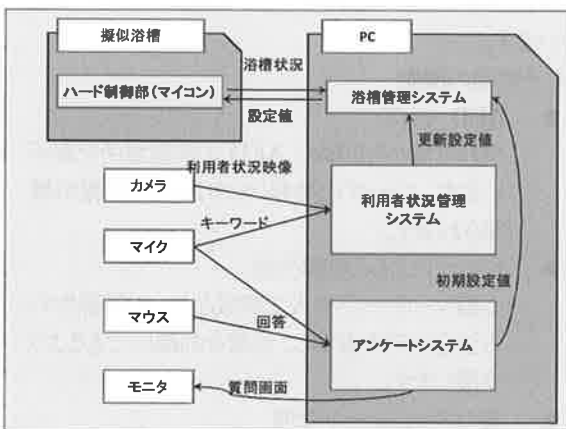 擬似浴槽
PC
浴槽状況
ハード制御部(マイコン)
浴槽管理システム
設定値
更新設定値
利用者状況映像
カメラ
利用者状況管理
システム
キーワード
マイク
初期設定値
マウス
回答
アンケートシステム
モニタ
質問画面